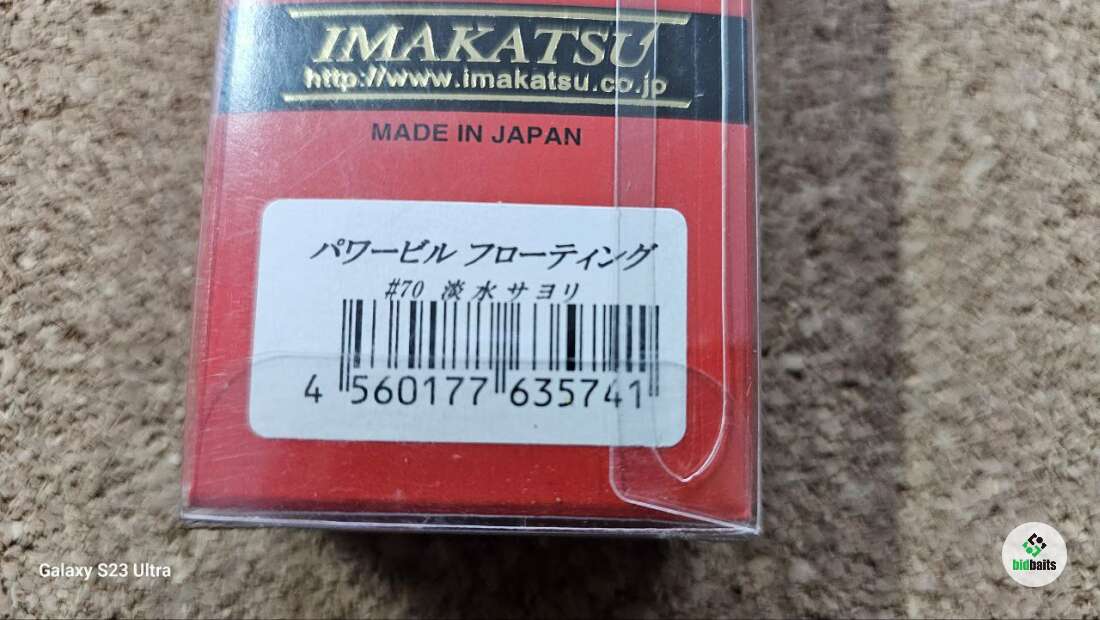 IMAKATSU
http://www.imakatsu.co.jp
MADE IN JAPAN
パワービル フローティング
#70 淡水サヨリ
4 560177 635741
Galaxy S23 Ultra
bidbaits